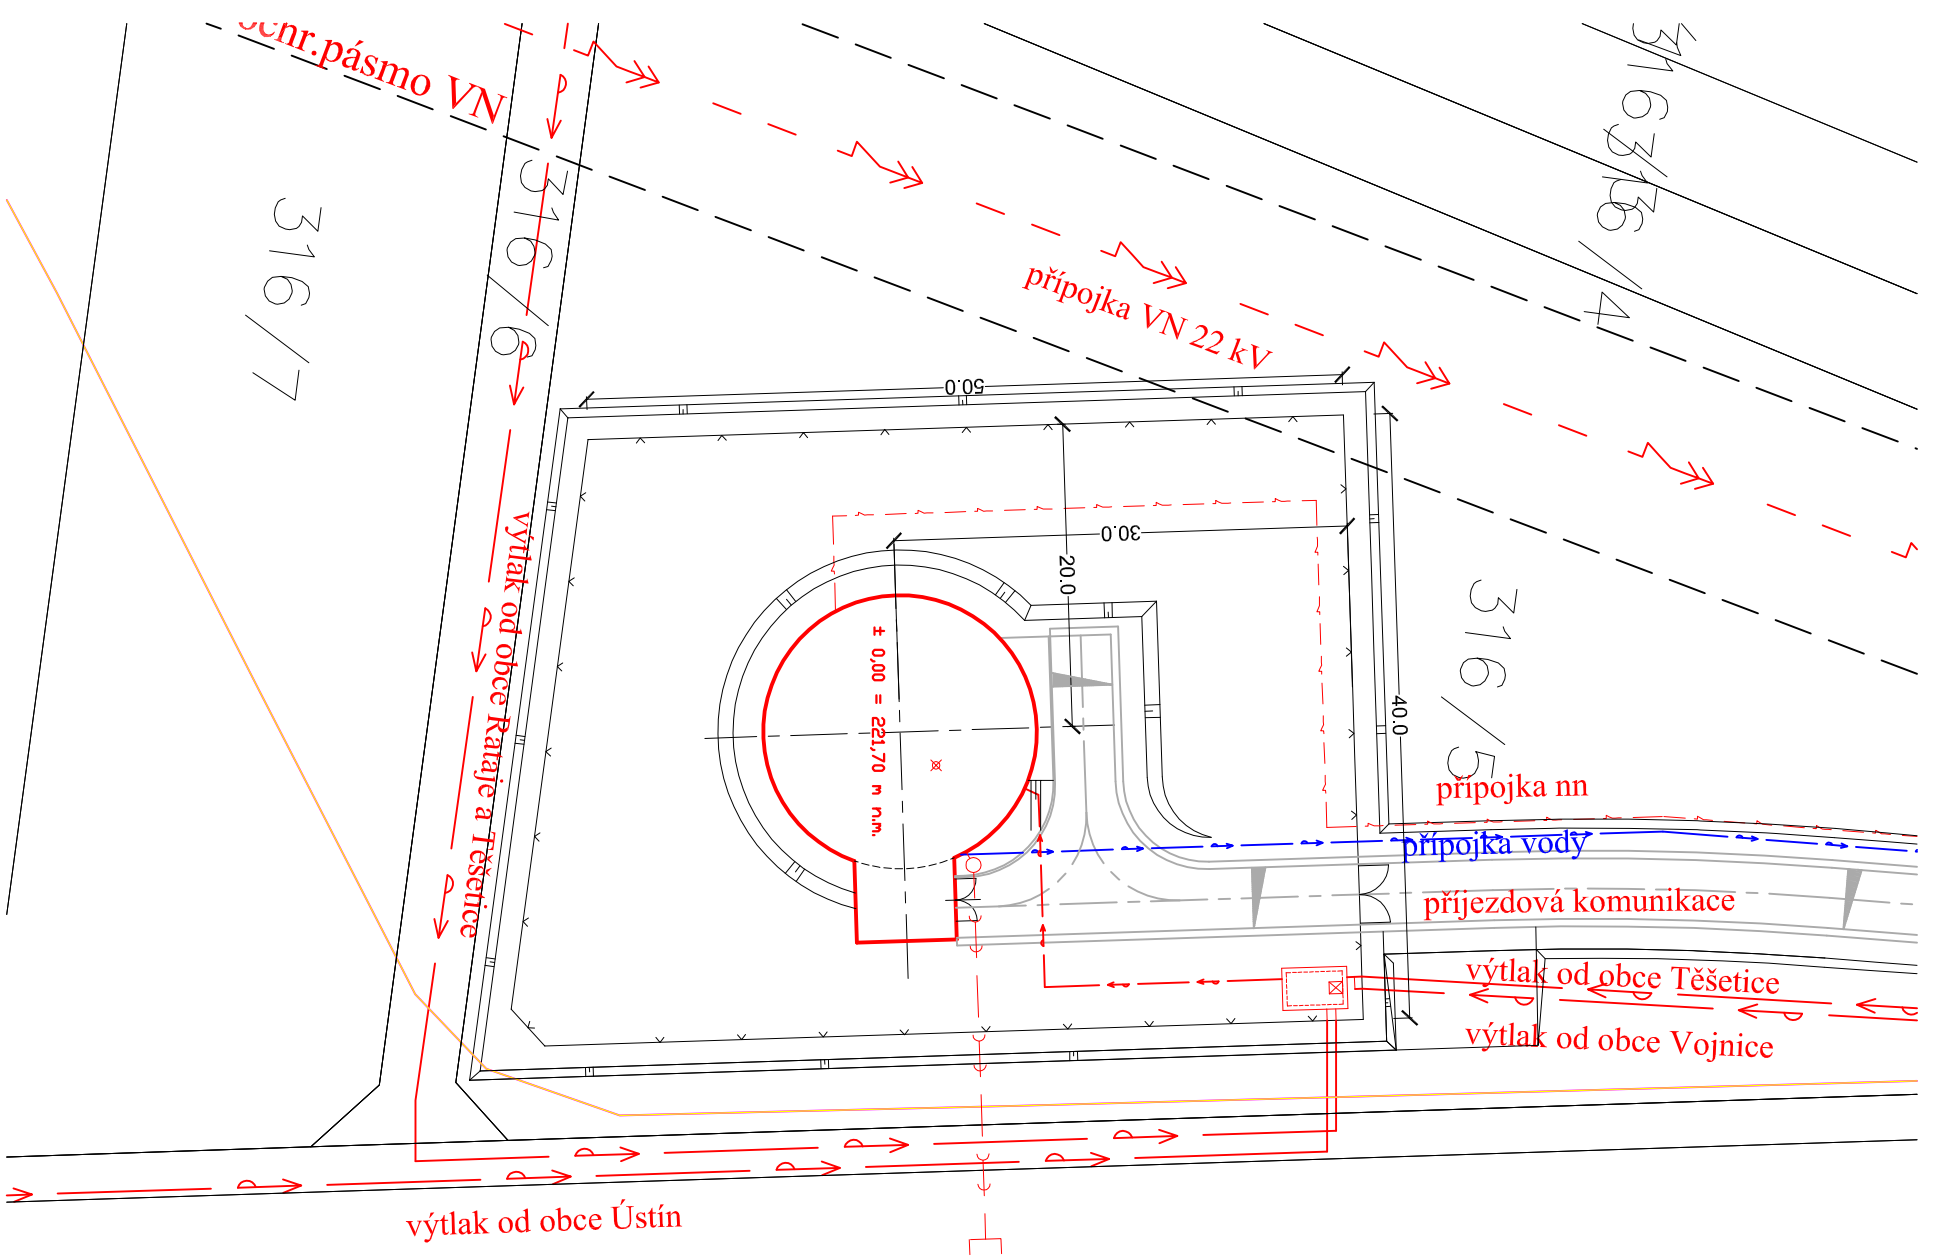 ochr.pásmo VN
316/7
316/6
přípojka VN 22 kV
316/4
50.0
30.0
20.0
40.0
316/5
± 0,00 = 221,70 m n.m.
výtlak od obce Rataje a Těšetice
přípojka nn
přípojka vody
příjezdová komunikace
výtlak od obce Těšetice
výtlak od obce Vojnice
výtlak od obce Ústín